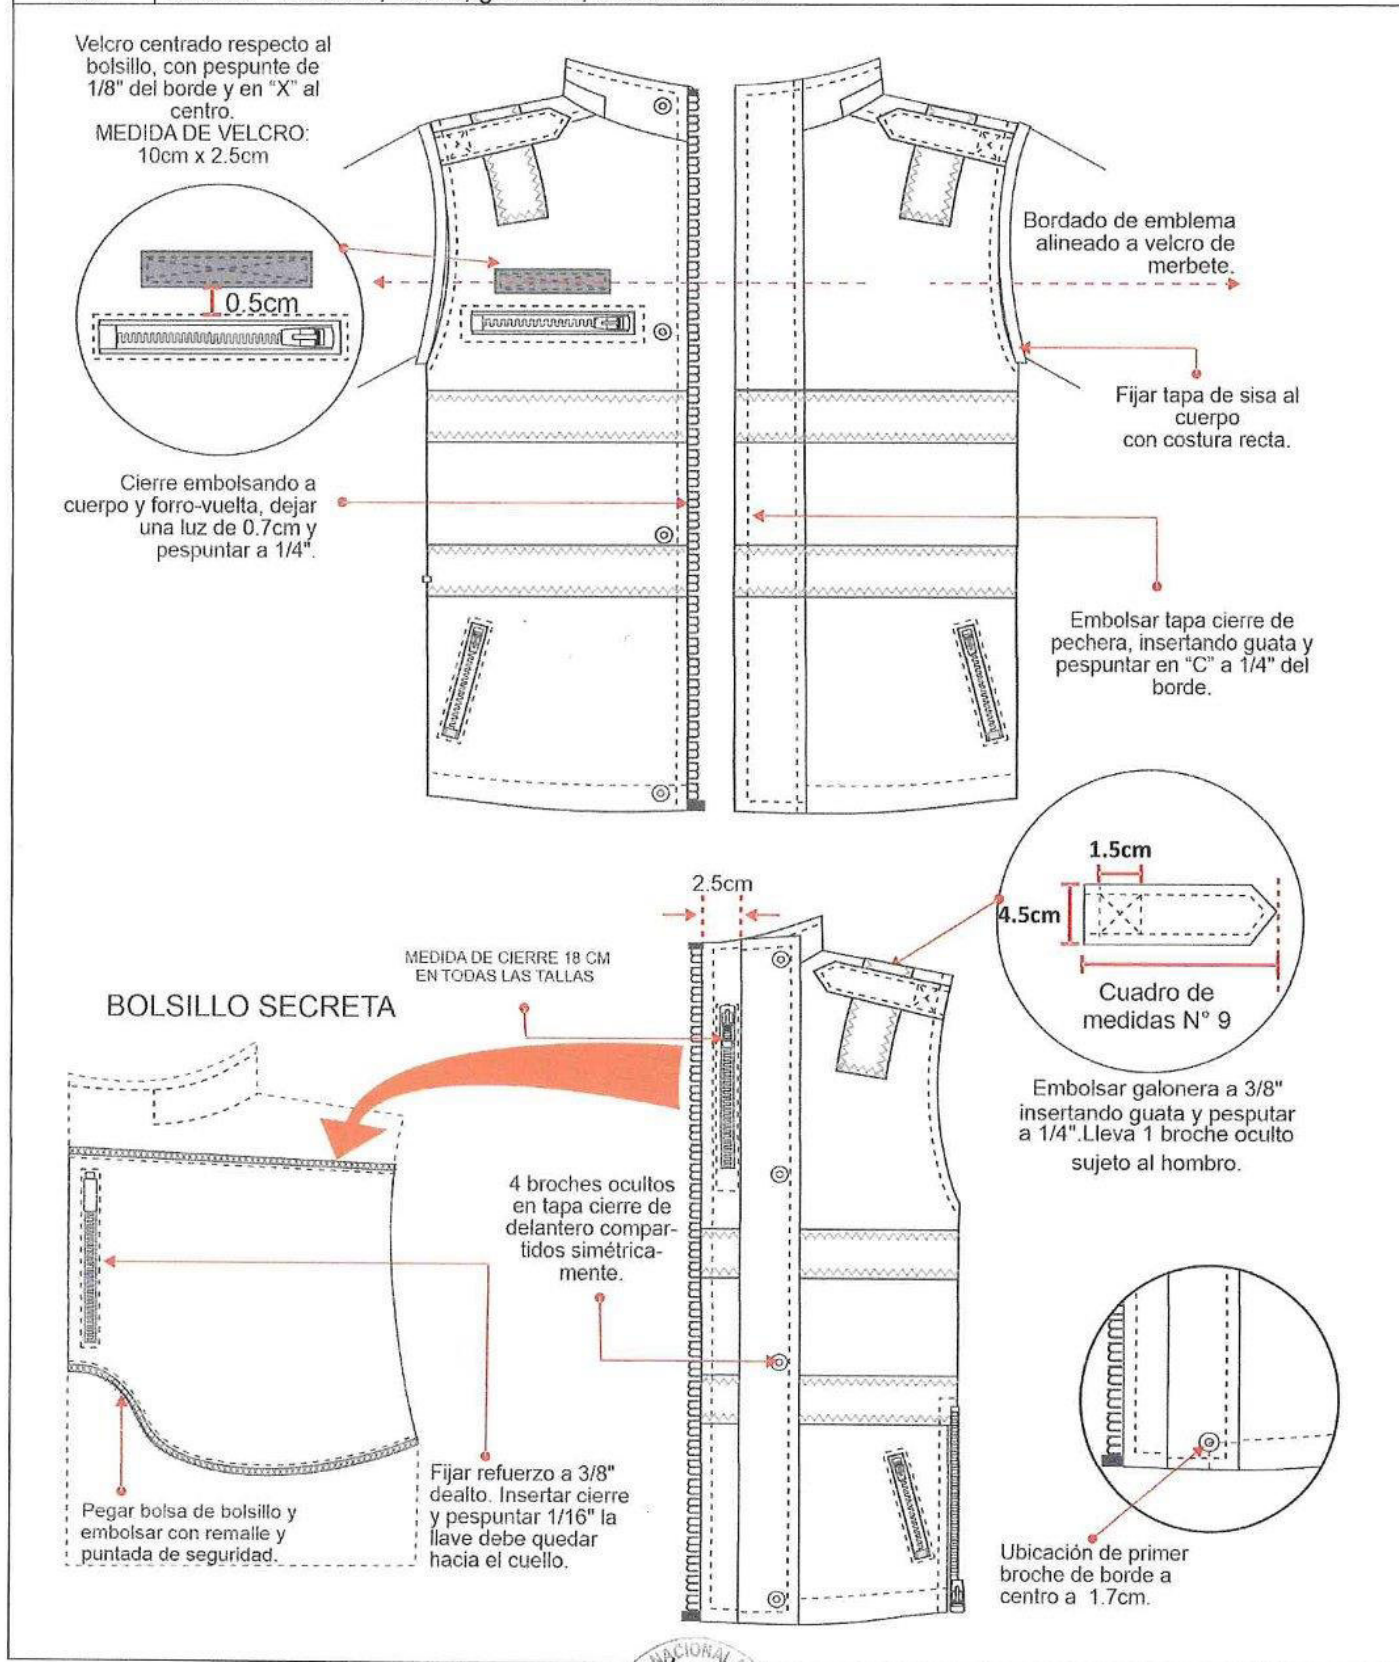 Velcro centrado respecto al
bolsillo, con pespunte de
1/8" del borde y en "X" al
centro.
MEDIDA DE VELCRO:
10cm x 2.5cm
0.5cm
Bordado de emblema
alineado a velcro de
merbete.
Fijar tapa de sisa al
cuerpo
con costura recta.
Cierre embolsando a
cuerpo y forro-vuelta, dejar
una luz de 0.7cm y
pespuntar a 1/4".
Embolsar tapa cierre de
pechera, insertando guata y
pespuntar en "C" a 1/4" del
borde.
2.5cm
1.5cm
4.5cm
Cuadro de
medidas N° 9
MEDIDA DE CIERRE 18 CM
EN TODAS LAS TALLAS
BOLSILLO SECRETA
Embolsar galonera a 3/8"
insertando guata y pesputar
a 1/4".Lleva 1 broche oculto
sujeto al hombro.
4 broches ocultos
en tapa cierre de
delantero compar-
tidos simétrica-
mente.
Fijar refuerzo a 3/8"
dealto. Insertar cierre
y pespuntar 1/16" la
llave debe quedar
hacia el cuello.
Pegar bolsa de bolsillo y
embolsar con remalle y
puntada de seguridad.
Ubicación de primer
broche de borde a
centro a 1.7cm.
NACIONAL